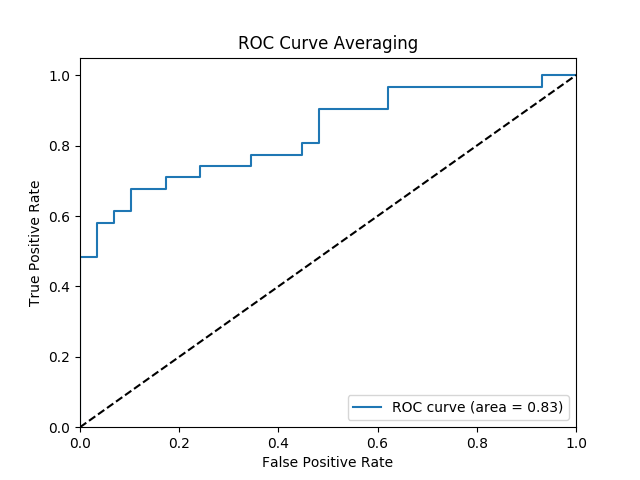 ROC Curve Averaging
1.0
0.8
0.6
0.4
0.2
0.0
True Positive Rate
ROC curve (area = 0.83)
0.0 0.2 0.4 0.6 0.8 1.0
False Positive Rate